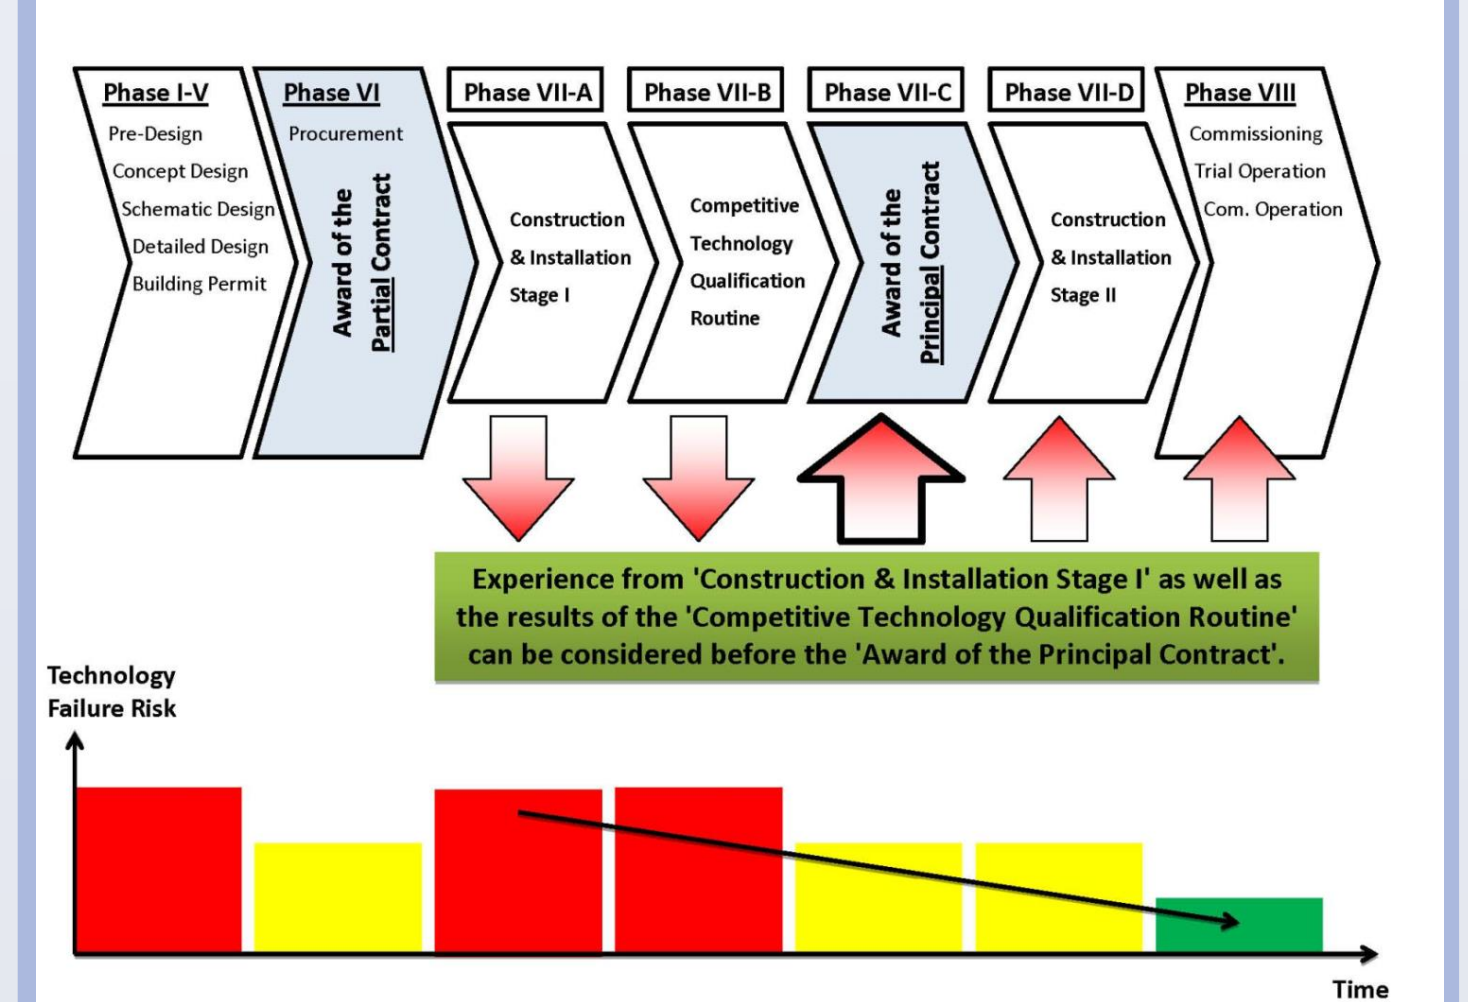 Phase I-V
Pre-Design
Concept Design
Schematic Design
Detailed Design
Building Permit
Phase VI
Procurement
Award of the
Partial Contract
Phase VII-A
Construction
& Installation
Stage I
Phase VII-B
Competitive
Technology
Qualification
Routine
Phase VII-C
Award of the
Principal Contract
Phase VII-D
Construction
& Installation
Stage II
Phase VIII
Commissioning
Trial Operation
Com. Operation
Experience from 'Construction & Installation Stage I' as well as
the results of the 'Competitive Technology Qualification Routine'
can be considered before the 'Award of the Principal Contract'.
Technology
Failure Risk
Time